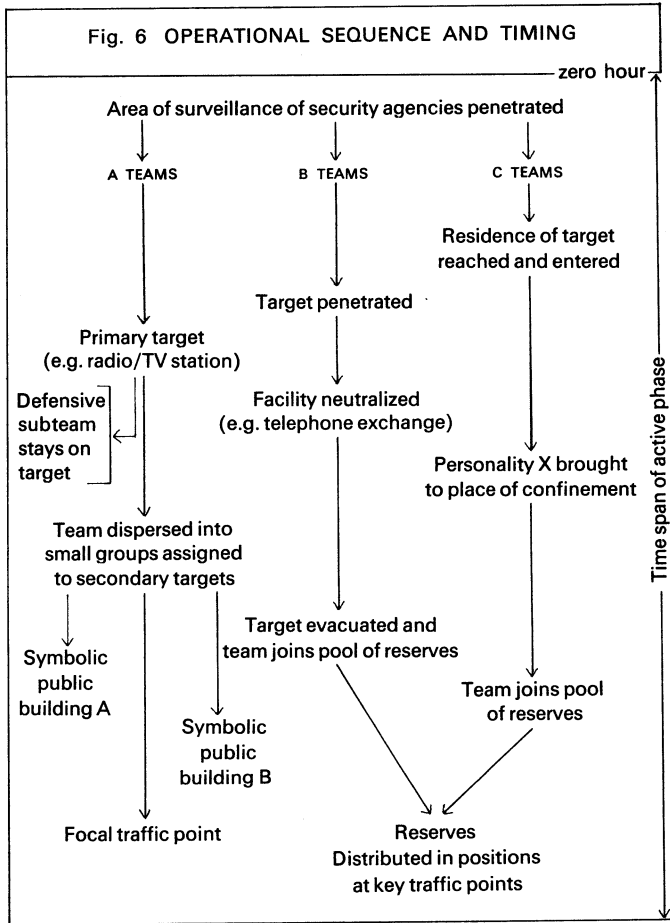 Fig. 6 OPERATIONAL SEQUENCE AND TIMING
zero hour
Area of surveillance of security agencies penetrated
A TEAMS
B TEAMS
C TEAMS
Residence of target
reached and entered
Target penetrated
Primary target
(e.g. radio/TV station)
Defensive
subteam
stays on
target
Facility neutralized
(e.g. telephone exchange)
Personality X brought
to place of confinement
Time span of active phase
Team dispersed into
small groups assigned
to secondary targets
Target evacuated and
team joins pool of reserves
Symbolic
public
building A
Team joins pool
of reserves
Symbolic
public
building B
Focal traffic point
Reserves
Distributed in positions
at key traffic points